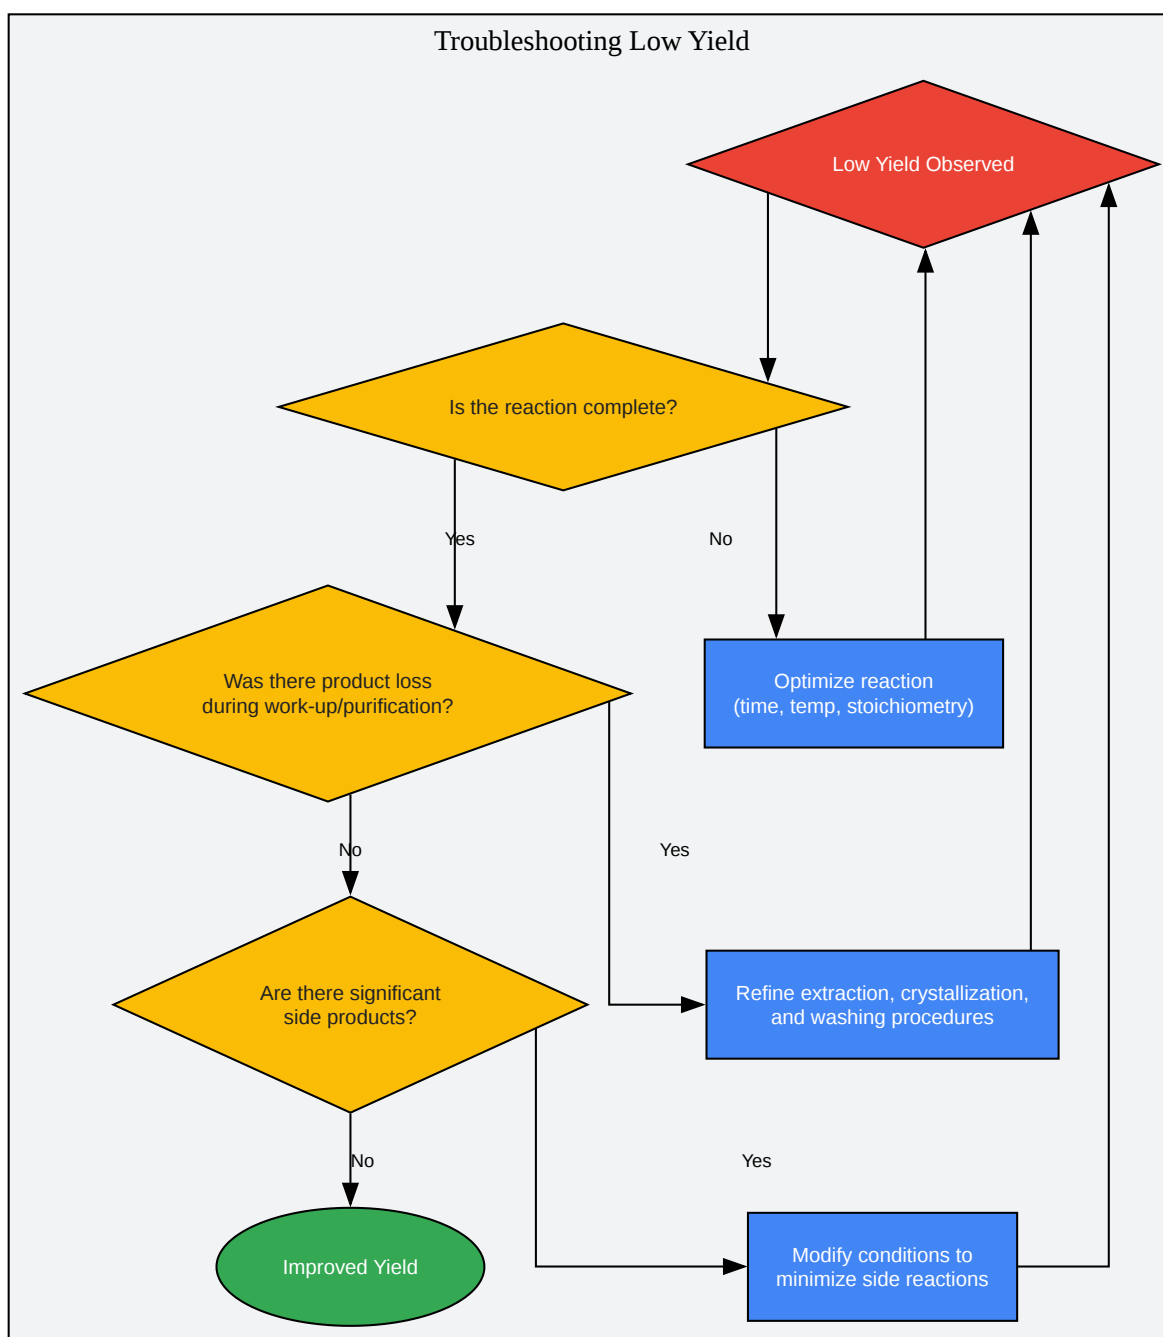 Troubleshooting Low Yield
Low Yield Observed
Is the reaction complete?
Yes
No
Was there product loss
during work-up/purification?
Optimize reaction
(time, temp, stoichiometry)
No
Yes
Are there significant
side products?
Refine extraction, crystallization,
and washing procedures
No
Yes
Improved Yield
Modify conditions to
minimize side reactions